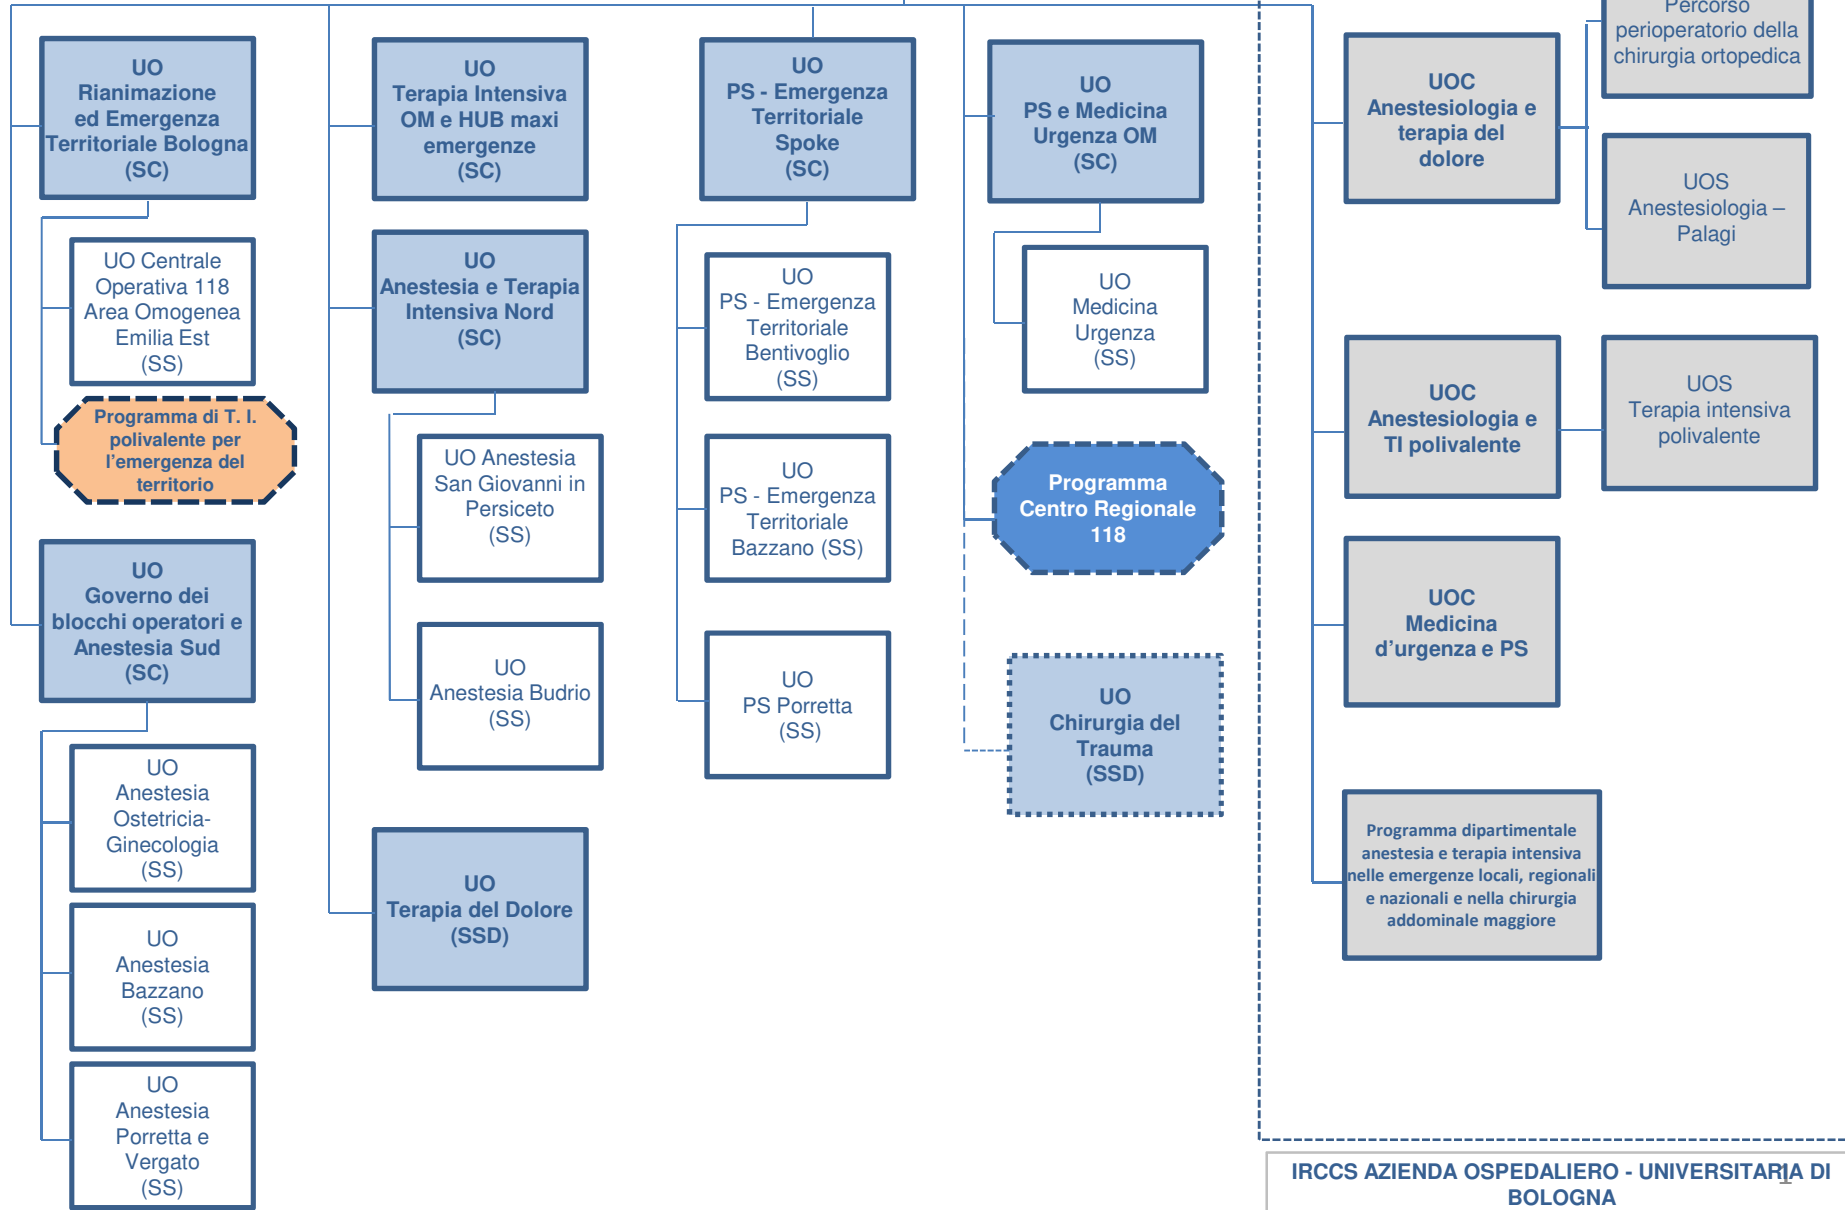 UO
Rianimazione
ed Emergenza
Territoriale Bologna
(SC)
UO Centrale
Operativa 118
Area Omogenea
Emilia Est
(SS)
Programma di T. I.
polivalente per
l'emergenza del
territorio
UO
Governo dei
blocchi operatori e
Anestesia Sud
(SC)
UO
Anestesia
Ostetricia-
Ginecologia
(SS)
UO
Anestesia
Bazzano
(SS)
UO
Anestesia
Porretta e
Vergato
(SS)
UO
Terapia Intensiva
OM e HUB maxi
emergenze
(SC)
UO
Anestesia e Terapia
Intensiva Nord
(SC)
UO Anestesia
San Giovanni in
Persiceto
(SS)
UO
Anestesia Budrio
(SS)
UO
Terapia del Dolore
(SSD)
UO
PS - Emergenza
Territoriale
Spoke
(SC)
UO
PS - Emergenza
Territoriale
Bentivoglio
(SS)
UO
PS - Emergenza
Territoriale
Bazzano (SS)
UO
PS Porretta
(SS)
UO
PS e Medicina
Urgenza OM
(SC)
UO
Medicina
Urgenza
(SS)
Programma
Centro Regionale
118
UO
Chirurgia del
Trauma
(SSD)
UOC
Anestesiologia e
terapia del
dolore
Percorso
perioperatorio della
chirurgia ortopedica
UOS
Anestesiologia –
Palagi
UOC
Anestesiologia e
TI polivalente
UOS
Terapia intensiva
polivalente
UOC
Medicina
d'urgenza e PS
Programma dipartimentale
anestesia e terapia intensiva
nelle emergenze locali, regionali
e nazionali e nella chirurgia
addominale maggiore
IRCCS AZIENDA OSPEDALIERO - UNIVERSITARIA DI
BOLOGNA
1